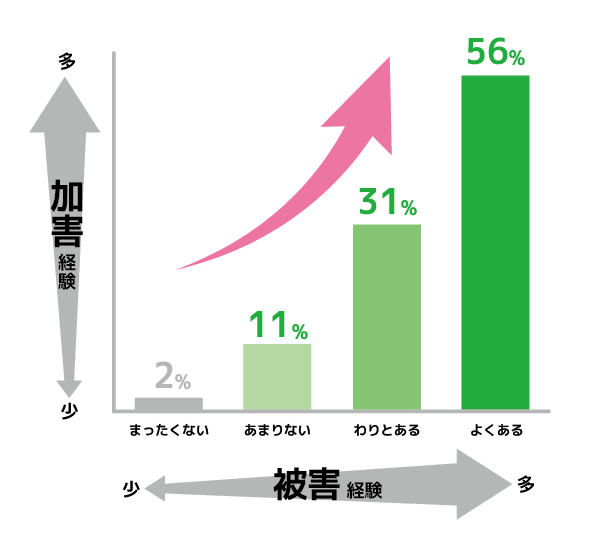 多
加害
経験
少
2%
11%
31%
56%
まったくない
あまりない
わりとある
よくある
少
被害 経験
多